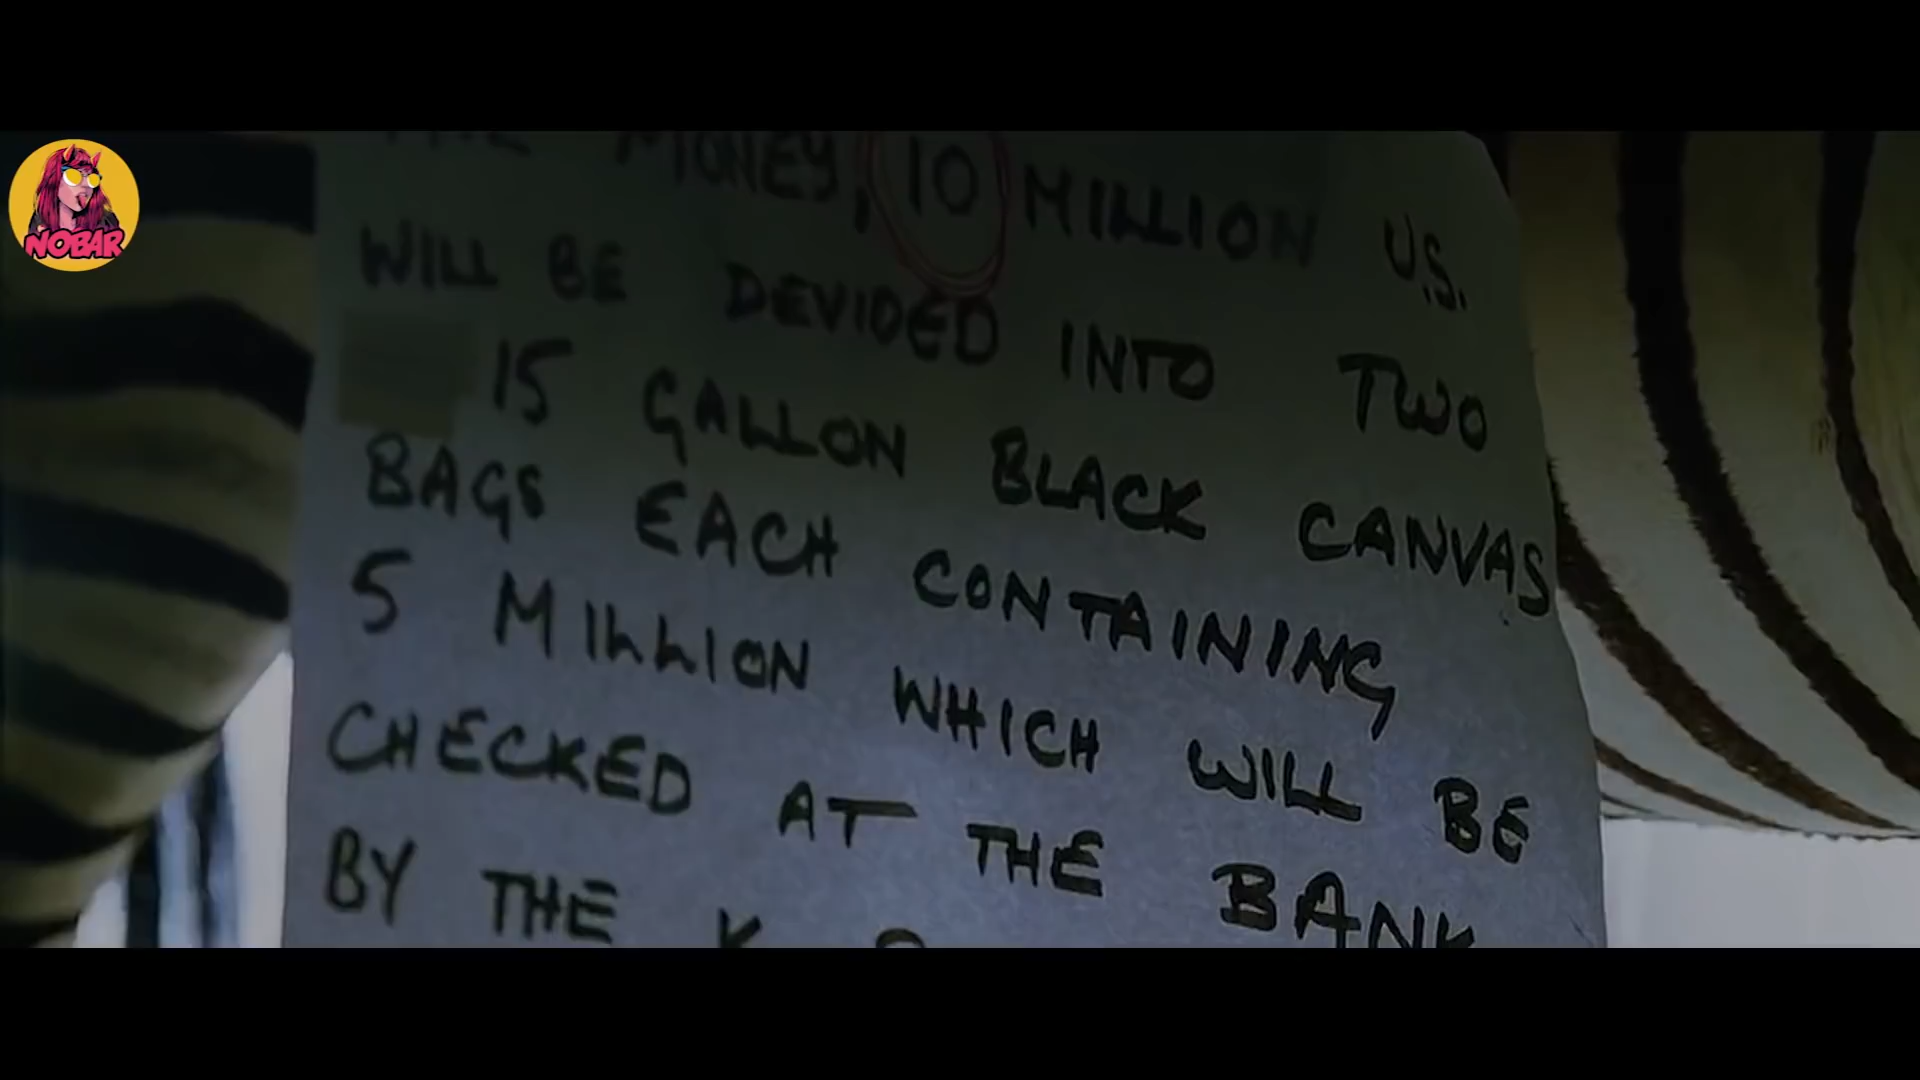 NOBAR
THE MONEY, 10 MILLION U.S.
WILL BE DEVIDED INTO TWO
15 GALLON BLACK CANVAS
BAGS EACH CONTAINING
5 MILLION WHICH WILL BE
CHECKED AT THE BANK
BY THE